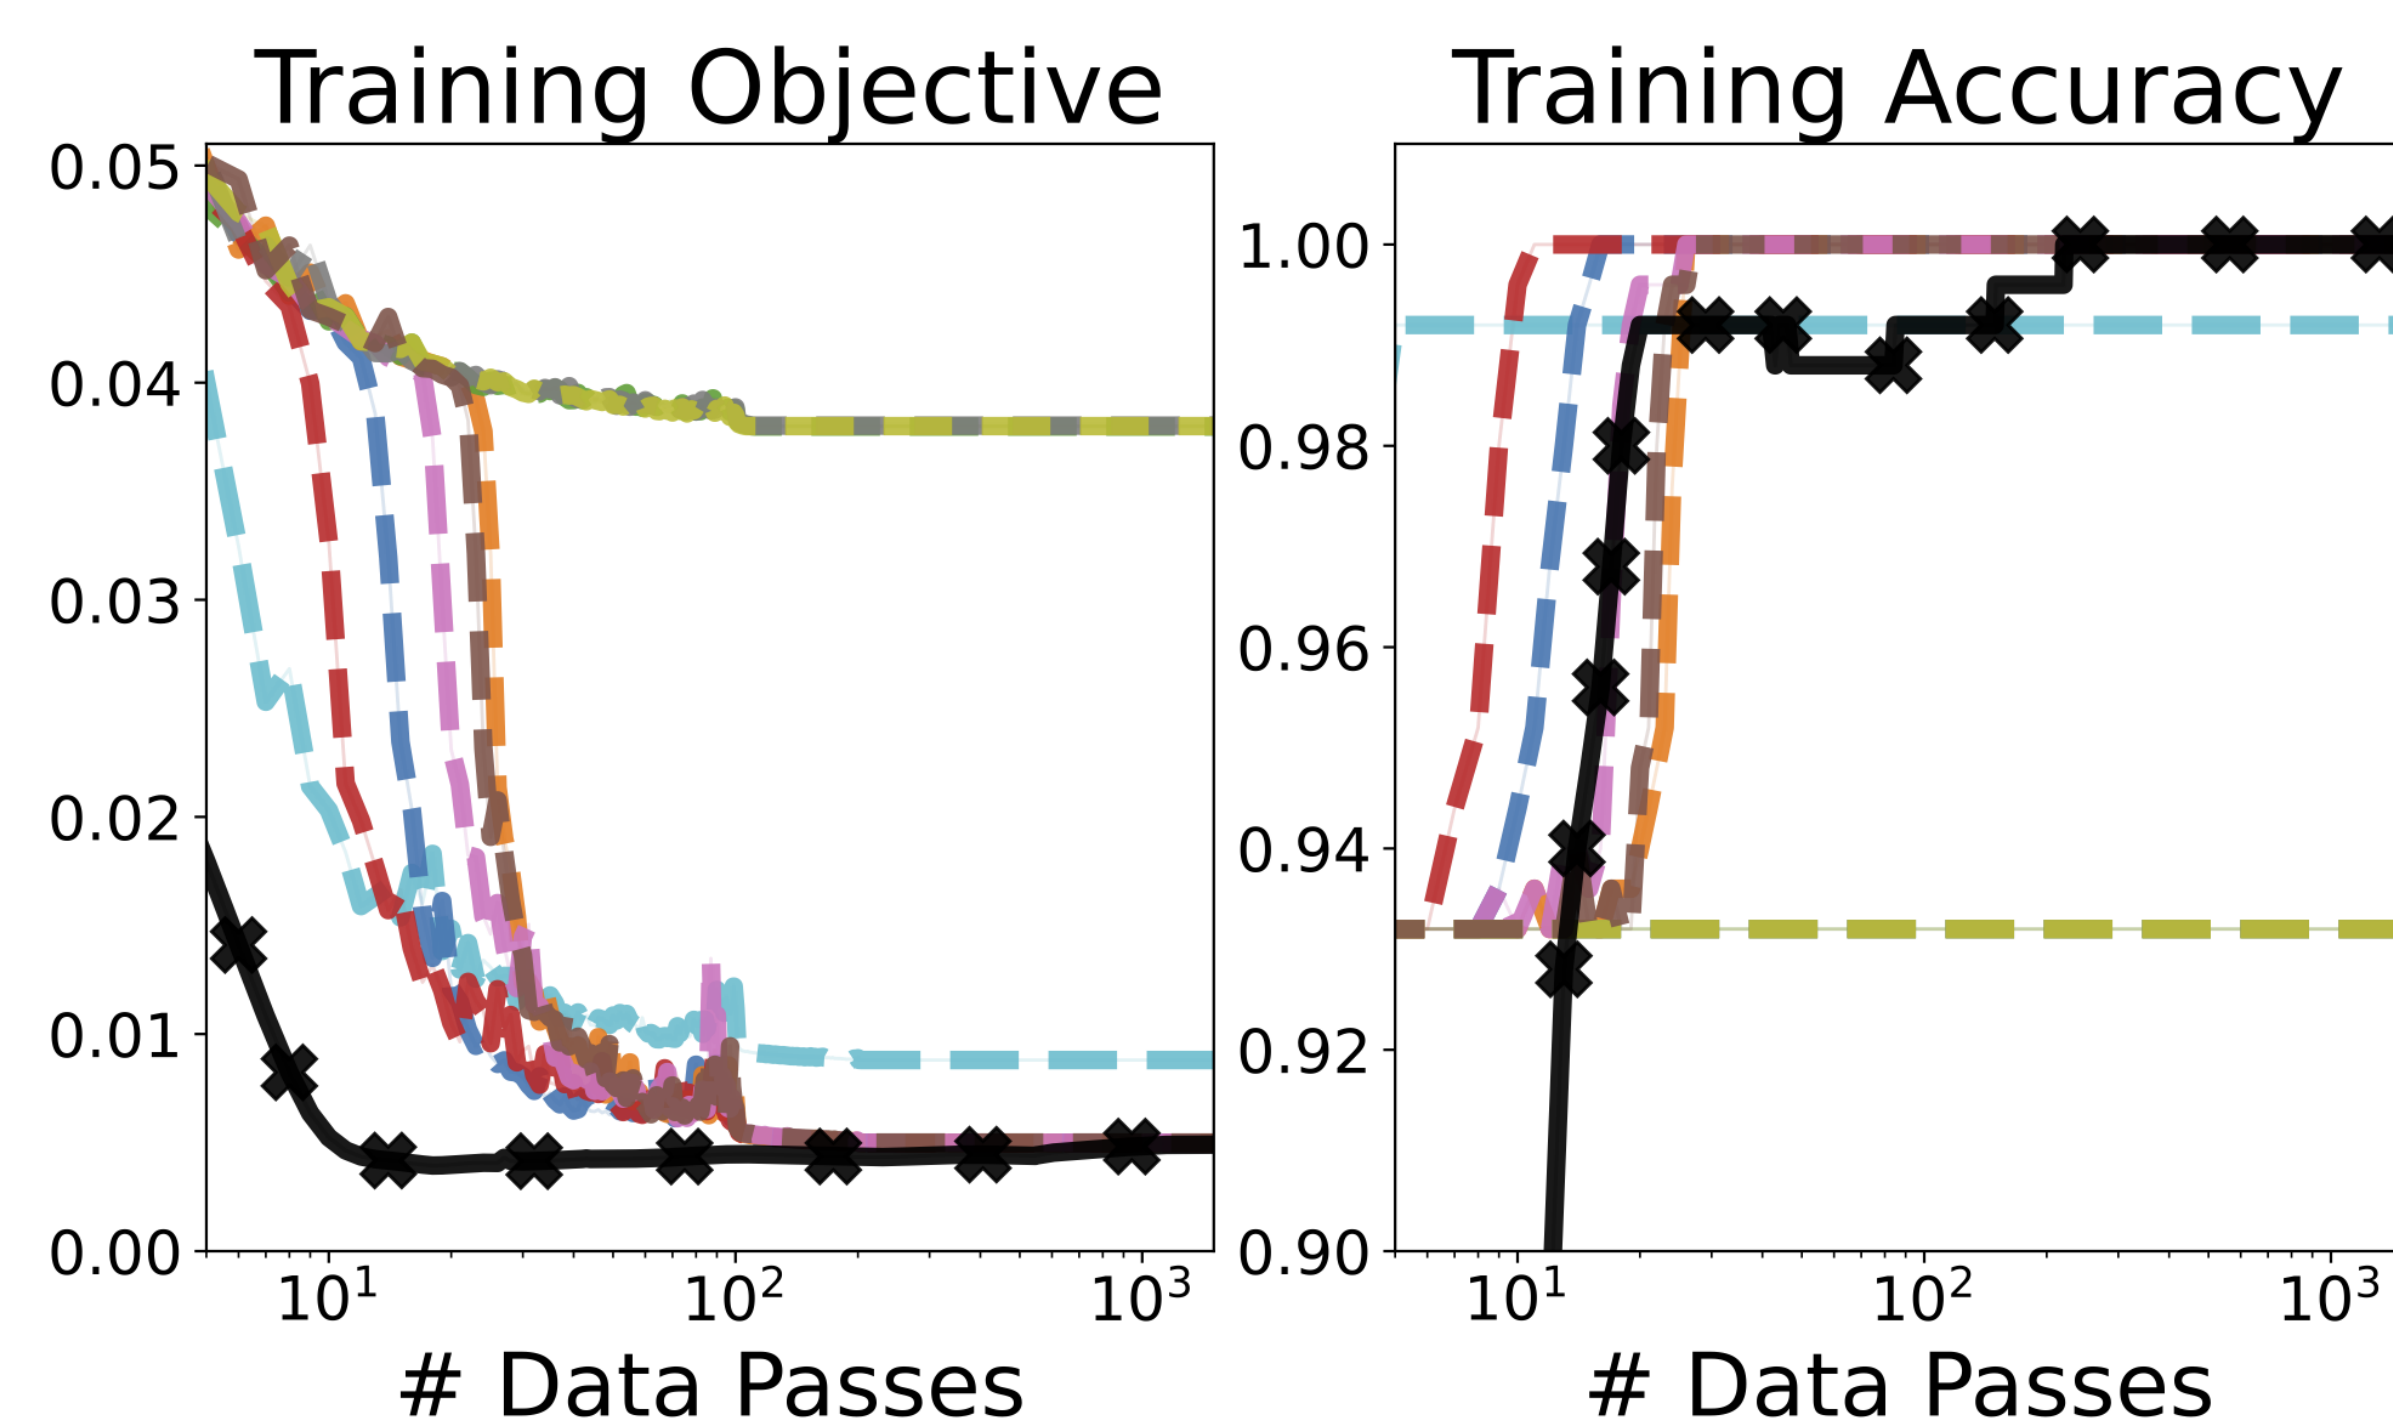 Training Objective
0.05
0.04
0.03
0.02
0.01
0.00
10¹ 10² 10³
# Data Passes
Training Accuracy
1.00
0.98
0.96
0.94
0.92
0.90
10¹ 10² 10³
# Data Passes